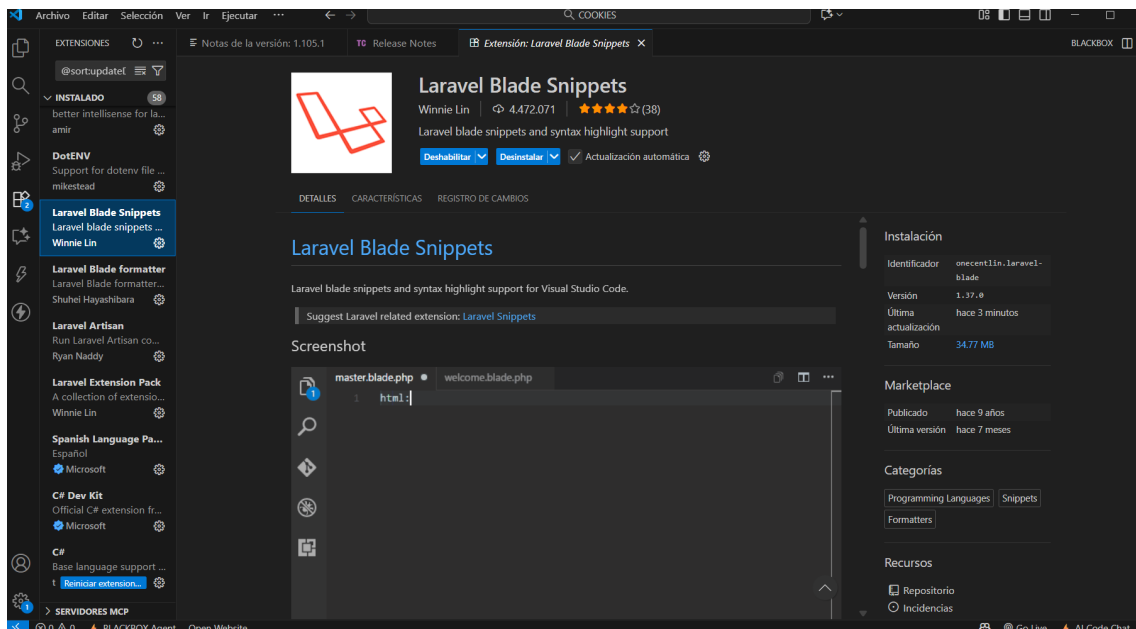 Archivo Editar Selección Ver Ir Ejecutar ···
COOKIES
EXTENSIONES
Notas de la versión: 1.105.1
TC Release Notes
Extensión: Laravel Blade Snippets
BLACKBOX
@sort:updatel
INSTALADO 58
better intellisense for la...
amir
DotENV
Support for dotenv file ...
mikestead
Laravel Blade Snippets
Laravel blade snippets ...
Winnie Lin
Laravel Blade formatter
Laravel Blade formatter...
Shuhei Hayashibara
Laravel Artisan
Run Laravel Artisan co...
Ryan Naddy
Laravel Extension Pack
A collection of extensio...
Winnie Lin
Spanish Language Pa...
Español
Microsoft
C# Dev Kit
Official C# extension fr...
Microsoft
C#
Base language support ...
t Reiniciar extension...
SERVIDORES MCP
2
1
Laravel Blade Snippets
Winnie Lin 4.472.071 (38)
Laravel blade snippets and syntax highlight support
Deshabilitar Desinstalar Actualización automática
DETALLES CARACTERÍSTICAS REGISTRO DE CAMBIOS
Laravel Blade Snippets
Laravel blade snippets and syntax highlight support for Visual Studio Code.
Suggest Laravel related extension: Laravel Snippets
Screenshot
master.blade.php welcome.blade.php
1
1 html:
Instalación
Identificador onecentlin.laravel-
blade
Versión 1.37.0
Última hace 3 minutos
actualización
Tamaño 34.77 MB
Marketplace
Publicado hace 9 años
Última versión hace 7 meses
Categorías
Programming Languages Snippets
Formatters
Recursos
Repositorio
Incidencias
0 0 BLACKBOX Agent Open Website
Go Live AI Code Chat